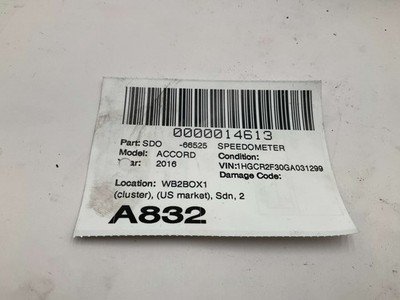 0000014613
Part: SDO -66525 SPEEDOMETER
Model: ACCORD Condition:
ar: 2016 VIN:1HGCR2F30GA031299
Damage Code:
Location: WB2BOX1
(cluster), (US market), Sdn, 2
A832